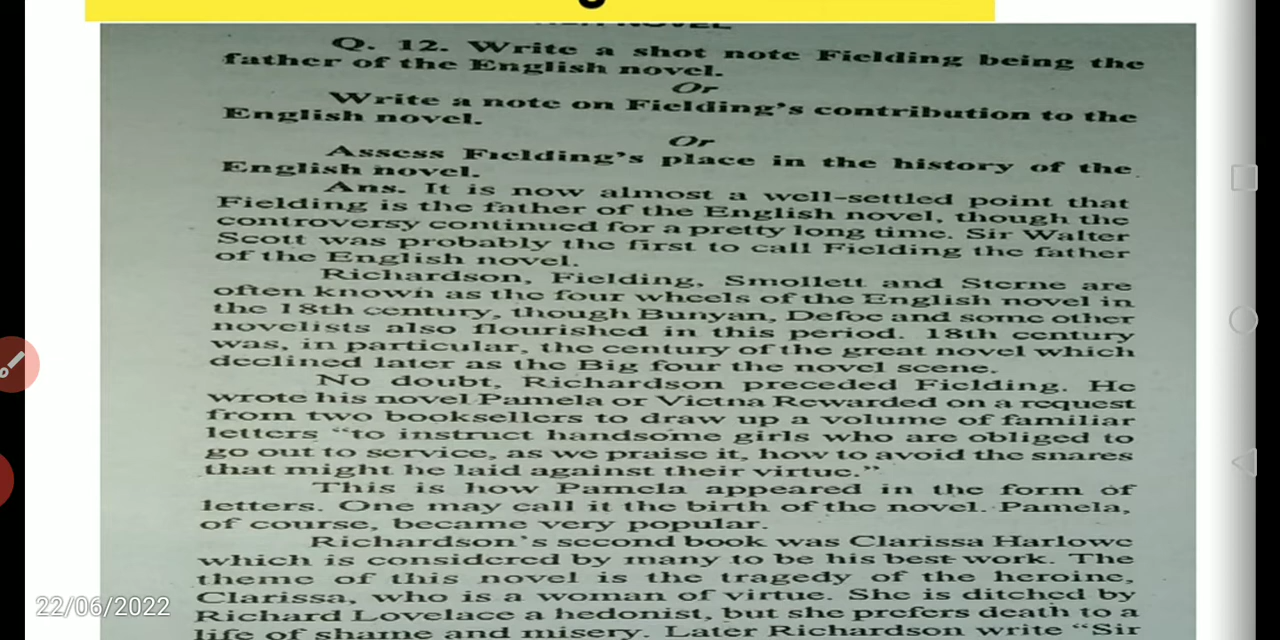 NOVEL
Q. 12. Write a shot note Fielding being the
father of the English novel.
Or
Write a note on Fielding's contribution to the
English novel.
Or
Assess Fielding's place in the history of the
English novel.
Ans. It is now almost a well-settled point that
Fielding is the father of the English novel, though the
controversy continued for a pretty long time. Sir Walter
Scott was probably the first to call Fielding the father
of the English novel.
Richardson, Fielding, Smollett and Sterne are
often known as the four wheels of the English novel in
the 18th century, though Bunyan, Defoe and some other
novelists also flourished in this period. 18th century
was, in particular, the century of the great novel which
declined later as the Big four the novel scene.
No doubt, Richardson preceded Fielding. He
wrote his novel Pamela or Victna Rewarded on a request
from two booksellers to draw up a volume of familiar
letters "to instruct handsome girls who are obliged to
go out to service, as we praise it, how to avoid the snares
that might he laid against their virtue."
This is how Pamela appeared in the form of
letters. One may call it the birth of the novel. Pamela,
of course, became very popular.
Richardson's second book was Clarissa Harlowe
which is considered by many to be his best work. The
theme of this novel is the tragedy of the heroine,
Clarissa, who is a woman of virtue. She is ditched by
Richard Lovelace a hedonist, but she prefers death to a
life of shame and misery. Later Richardson write "Sir
22/06/2022